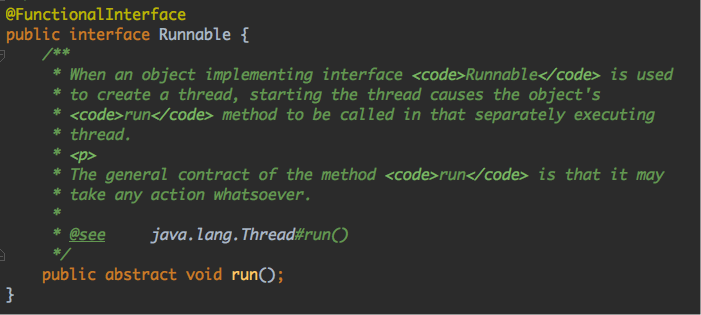 @FunctionalInterface
public interface Runnable {
/**
* When an object implementing interface <code>Runnable</code> is used
* to create a thread, starting the thread causes the object's
* <code>run</code> method to be called in that separately executing
* thread.
* <p>
* The general contract of the method <code>run</code> is that it may
* take any action whatsoever.
*
* @see     java.lang.Thread#run()
*/
public abstract void run();
}